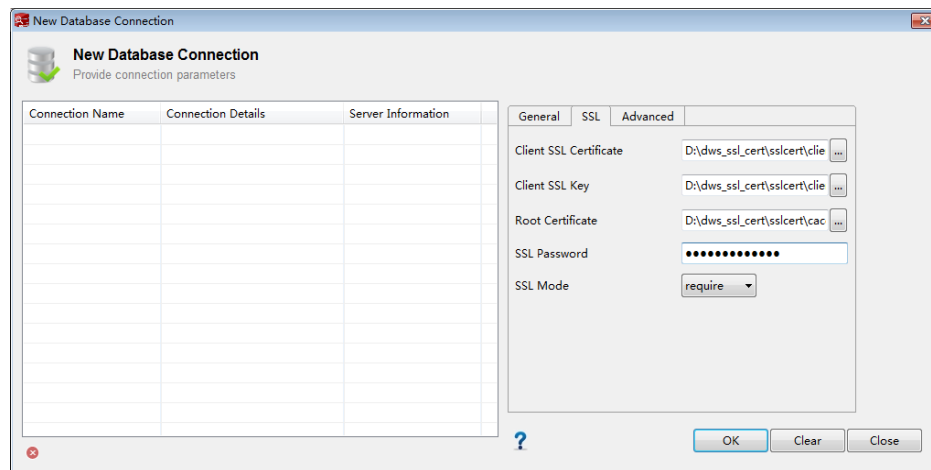 New Database Connection
New Database Connection
Provide connection parameters
Connection Name Connection Details Server Information
General SSL Advanced
Client SSL Certificate D:\dws_ssl_cert\sslcert\clie ...
Client SSL Key D:\dws_ssl_cert\sslcert\clie ...
Root Certificate D:\dws_ssl_cert\sslcert\cac ...
SSL Password •••••••••••••
SSL Mode require
? OK Clear Close